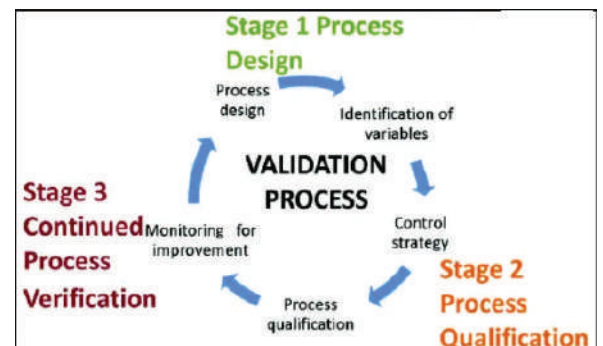 Stage 1 Process
Design
Process
design
Identification of
variables
VALIDATION
PROCESS
Control
strategy
Stage 2
Process
Qualification
Process
qualification
Monitoring for
improvement
Stage 3
Continued
Process
Verification